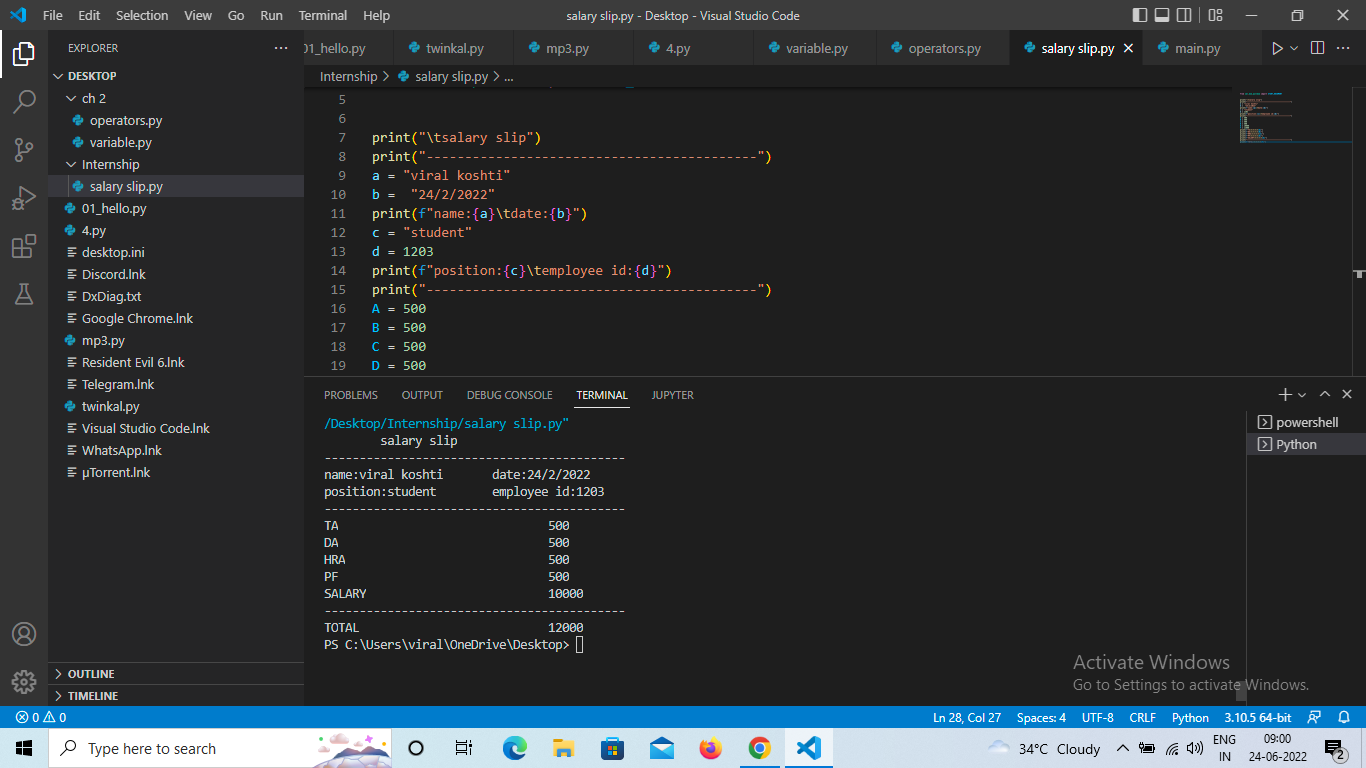 File Edit Selection View Go Run Terminal Help
salary slip.py - Desktop - Visual Studio Code
EXPLORER
01_hello.py twinkal.py mp3.py 4.py variable.py operators.py salary slip.py main.py
Internship > salary slip.py > ...
DESKTOP
ch 2
operators.py
variable.py
Internship
salary slip.py
01_hello.py
4.py
desktop.ini
Discord.lnk
DxDiag.txt
Google Chrome.lnk
mp3.py
Resident Evil 6.lnk
Telegram.lnk
twinkal.py
Visual Studio Code.lnk
WhatsApp.lnk
µTorrent.lnk
OUTLINE
TIMELINE
5
6
7 print("\tsalary slip")
8 print("-------------------------------------------")
9 a = "viral koshti"
10 b =  "24/2/2022"
11 print(f"name:{a}\tdate:{b}")
12 c = "student"
13 d = 1203
14 print(f"position:{c}\temployee id:{d}")
15 print("-------------------------------------------")
16 A = 500
17 B = 500
18 C = 500
19 D = 500
PROBLEMS OUTPUT DEBUG CONSOLE TERMINAL JUPYTER
/Desktop/Internship/salary slip.py"
salary slip
-------------------------------------------
name:viral koshti date:24/2/2022
position:student employee id:1203
-------------------------------------------
TA 500
DA 500
HRA 500
PF 500
SALARY 10000
-------------------------------------------
TOTAL 12000
PS C:\Users\viral\OneDrive\Desktop>
powershell
Python
Activate Windows
Go to Settings to activate Windows.
0 0
Ln 28, Col 27 Spaces: 4 UTF-8 CRLF Python 3.10.5 64-bit
Type here to search
34°C Cloudy
ENG
IN
09:00
24-06-2022
2